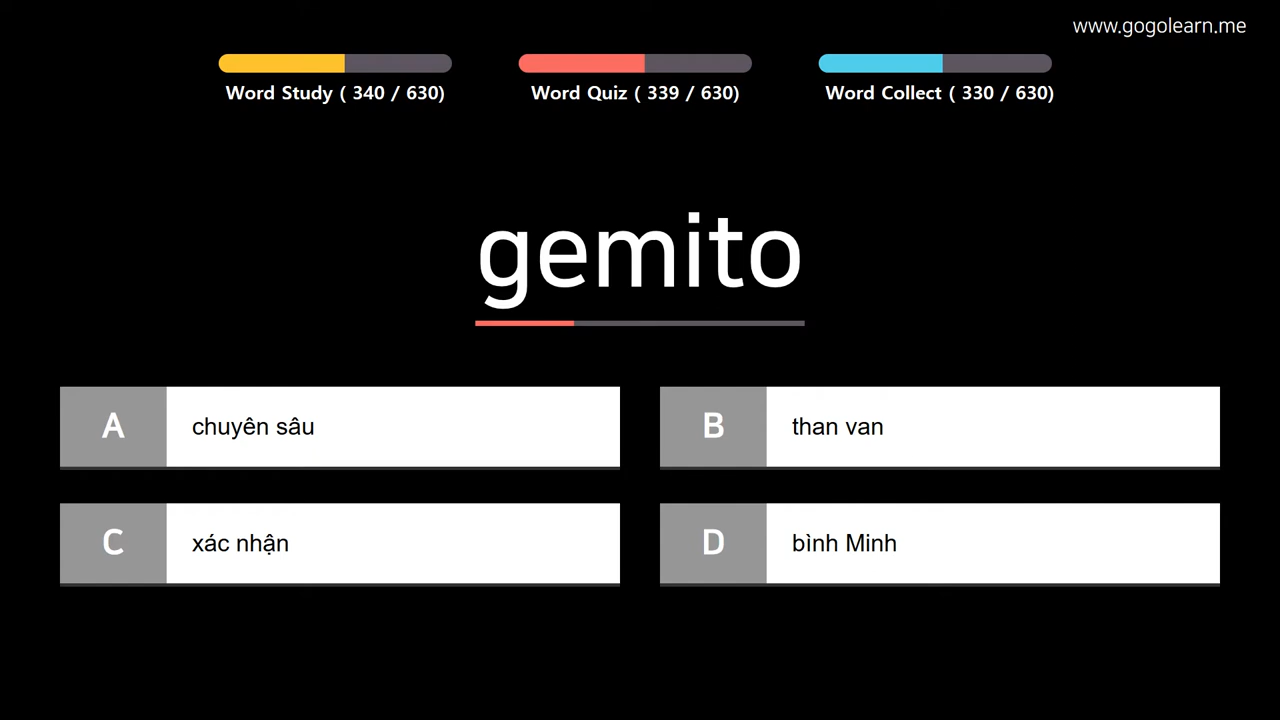 www.gogolearn.me
Word Study ( 340 / 630)
Word Quiz ( 339 / 630)
Word Collect ( 330 / 630)
gemito
A
chuyên sâu
B
than van
C
xác nhận
D
bình Minh